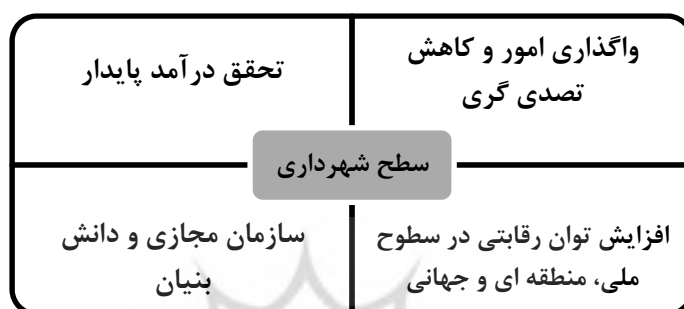 واگذاری امور و کاهش
تصدی گری
تحقق درآمد پایدار
سطح شهرداری
افزایش توان رقابتی در سطوح
ملی، منطقه ای و جهانی
سازمان مجازی و دانش
بنیان